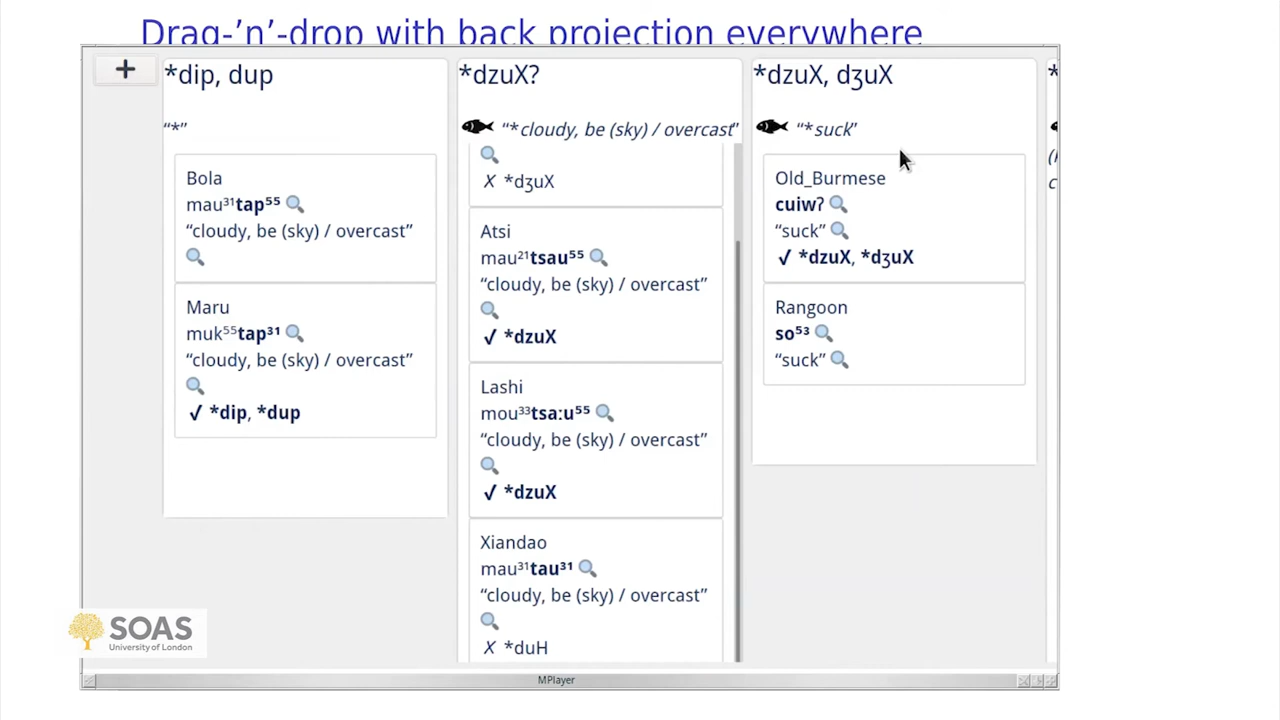 Drag-’n’-drop with back projection everywhere
+
*dip, dup
“*”
Bola
mau³¹tap⁵⁵
“cloudy, be (sky) / overcast”
Maru
muk⁵⁵tap³¹
“cloudy, be (sky) / overcast”
✓ *dip, *dup
*dzuX?
“*cloudy, be (sky) / overcast”
X *dʒuX
Atsi
mau²¹tsau⁵⁵
“cloudy, be (sky) / overcast”
✓ *dzuX
Lashi
mou³³tsa:u⁵⁵
“cloudy, be (sky) / overcast”
✓ *dzuX
Xiandao
mau³¹tau³¹
“cloudy, be (sky) / overcast”
X *duH
*dzuX, dʒuX
“*suck”
Old_Burmese
cuiw?
“suck”
✓ *dzuX, *dʒuX
Rangoon
so⁵³
“suck”
SOAS
University of London
MPlayer